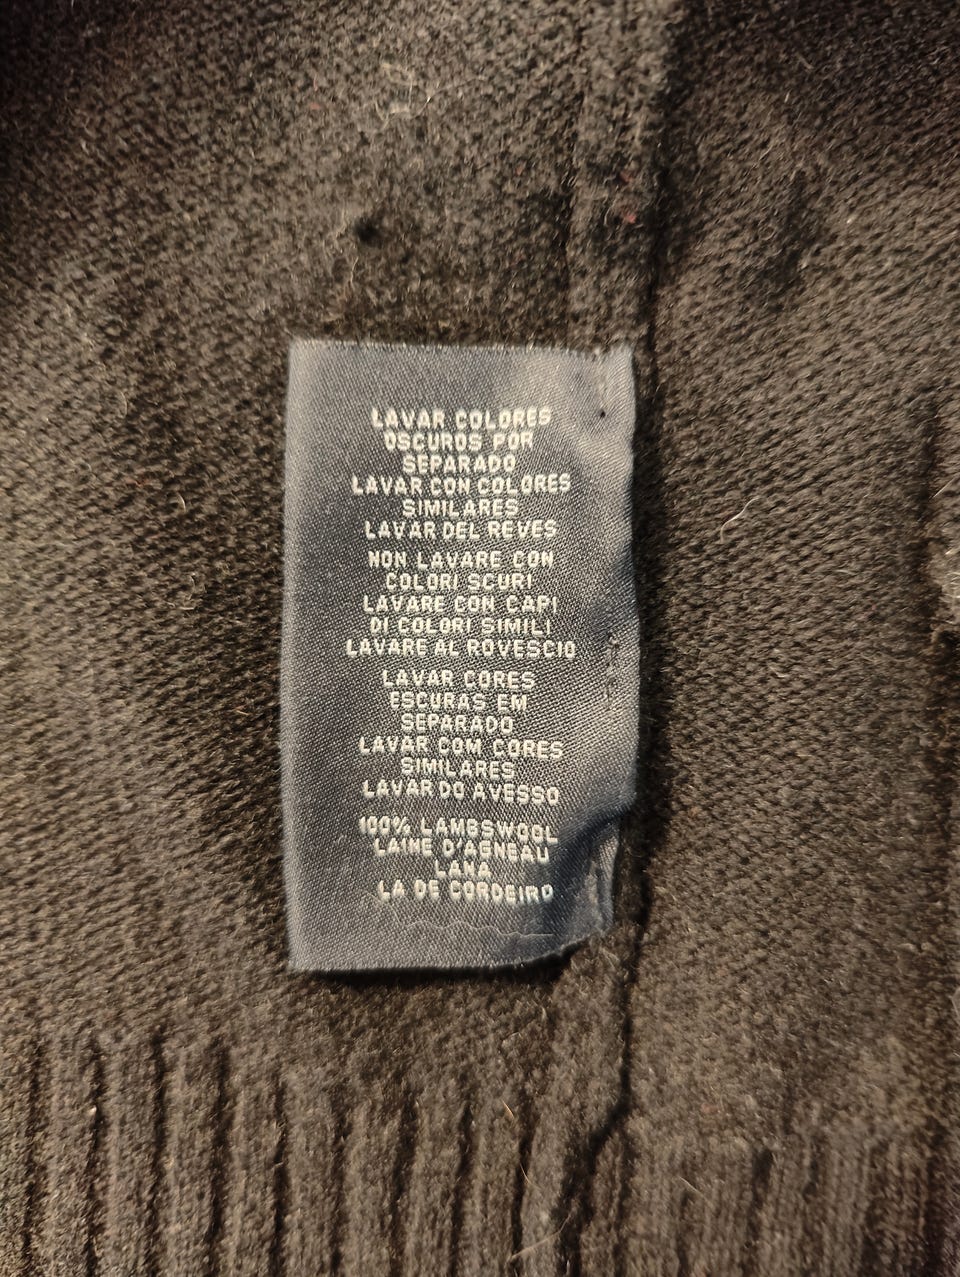 LAVAR COLORES
OSCUROS POR
SEPARADO
LAVAR CON COLORES
SIMILARES
LAVAR DEL REVES
NON LAVARE CON
COLORI SCURI
LAVARE CON CAPI
DI COLORI SIMILI
LAVARE AL ROVESCIO
LAVAR CORES
ESCURAS EM
SEPARADO
LAVAR COM CORES
SIMILARES
LAVAR DO AVESSO
100% LAMBSWOOL
LAINE D'AGNEAU
LANA
LA DE CORDEIRO